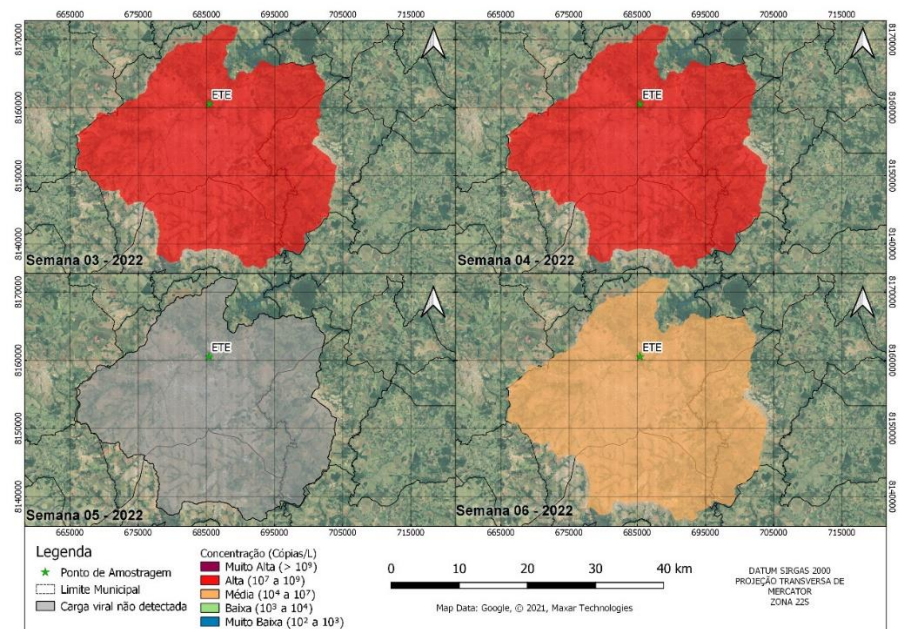 665000 675000 685000 695000 705000 715000 665000 675000 685000 695000 705000 715000
8170000 8170000
8160000 8160000
8150000 8150000
8140000 8140000
ETE ETE
Semana 03 - 2022 Semana 04 - 2022
8170000 8170000
8160000 8160000
8150000 8150000
8140000 8140000
ETE ETE
Semana 05 - 2022 Semana 06 - 2022
665000 675000 685000 695000 705000 715000 665000 675000 685000 695000 705000 715000
Legenda
Ponto de Amostragem
Limite Municipal
Carga viral não detectada
Concentração (Cópias/L)
Muito Alta (> 10⁹)
Alta (10⁷ a 10⁹)
Média (10⁴ a 10⁷)
Baixa (10³ a 10⁴)
Muito Baixa (10² a 10³)
0 10 20 30 40 km
Map Data: Google, © 2021, Maxar Technologies
DATUM SIRGAS 2000
PROJEÇÃO TRANSVERSA DE
MERCATOR
ZONA 22S